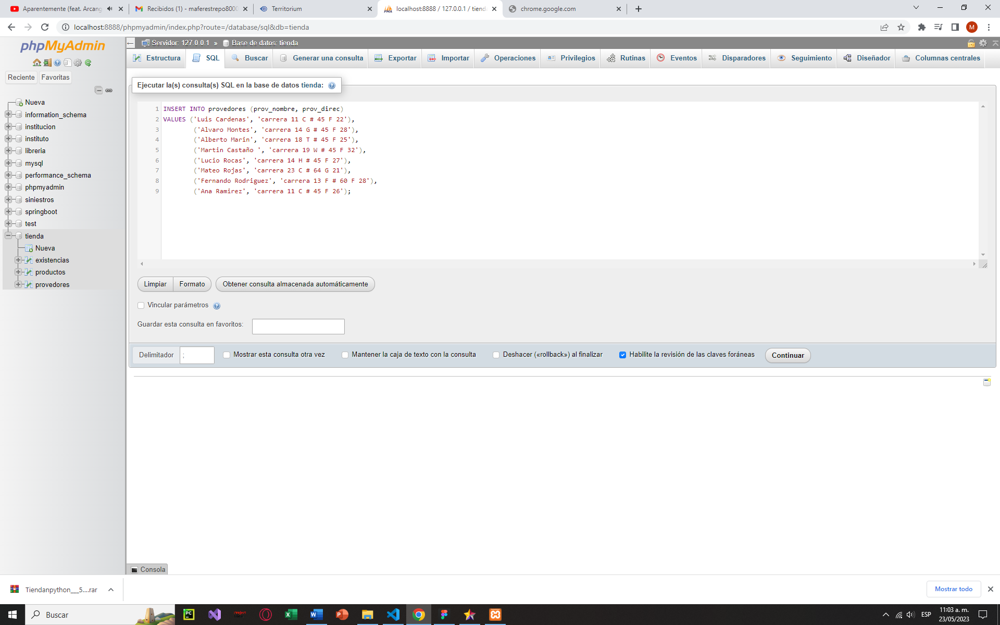 Aparentemente (feat. Arcang
Recibidos (1) - maferestrepo8000
Territorium
localhost:8888 / 127.0.0.1 / tiend
chrome.google.com
localhost:8888/phpmyadmin/index.php?route=/database/sql&db=tienda
M
phpMyAdmin
Reciente
Favoritas
Nueva
information_schema
institucion
instituto
libreria
mysql
performance_schema
phpmyadmin
siniestros
springboot
test
tienda
Nueva
existencias
productos
provedores
Servidor: 127.0.0.1 » Base de datos: tienda
Estructura
SQL
Buscar
Generar una consulta
Exportar
Importar
Operaciones
Privilegios
Rutinas
Eventos
Disparadores
Seguimiento
Diseñador
Columnas centrales
Ejecutar la(s) consulta(s) SQL en la base de datos tienda:
1 INSERT INTO provedores (prov_nombre, prov_direc)
2 VALUES ('Luis Cardenas', 'carrera 11 C # 45 F 22'),
3 ('Alvaro Montes', 'carrera 14 G # 45 F 28'),
4 ('Alberto Marin', 'carrera 18 T # 45 F 25'),
5 ('Martin Castaño ', 'carrera 19 W # 45 F 32'),
6 ('Lucio Rocas', 'carrera 14 H # 45 F 27'),
7 ('Mateo Rojas', 'carrera 23 C # 64 G 21'),
8 ('Fernando Rodriguez', 'carrera 13 F # 60 F 28'),
9 ('Ana Ramirez', 'carrera 11 C # 45 F 26');
Limpiar
Formato
Obtener consulta almacenada automáticamente
Vincular parámetros
Guardar esta consulta en favoritos:
Delimitador
;
Mostrar esta consulta otra vez
Mantener la caja de texto con la consulta
Deshacer («rollback») al finalizar
Habilite la revisión de las claves foráneas
Continuar
Consola
Tiendanpython___5....rar
Mostrar todo
Buscar
ESP
11:03 a. m.
23/05/2023